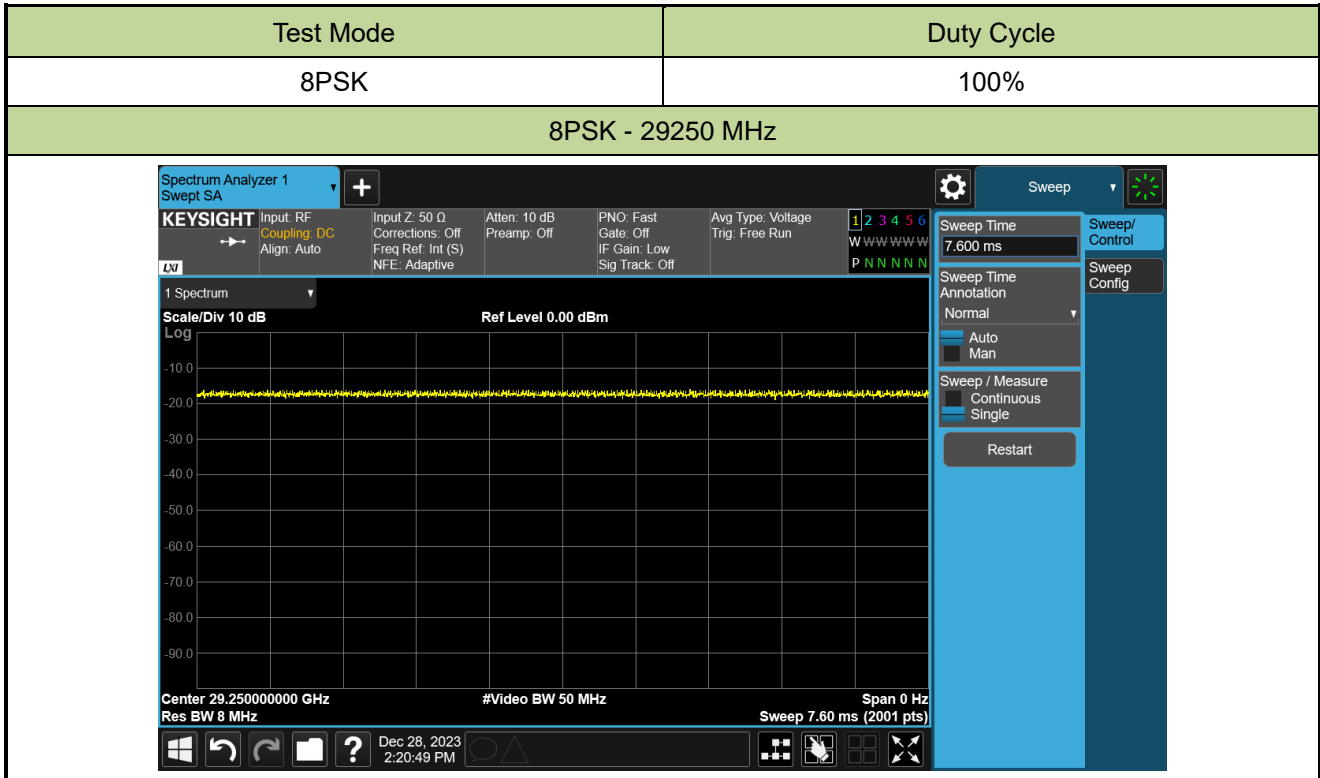 Test Mode Duty Cycle
8PSK 100%
8PSK - 29250 MHz
Spectrum Analyzer 1
Swept SA
Sweep
KEYSIGHT
LXI
Input: RF
Coupling: DC
Align: Auto
Input Z: 50 Ω
Corrections: Off
Freq Ref: Int (S)
NFE: Adaptive
Atten: 10 dB
Preamp: Off
PNO: Fast
Gate: Off
IF Gain: Low
Sig Track: Off
Avg Type: Voltage
Trig: Free Run
1 2 3 4 5 6
W W W W W W
P N N N N N
1 Spectrum
Scale/Div 10 dB
Ref Level 0.00 dBm
Log
-10.0
-20.0
-30.0
-40.0
-50.0
-60.0
-70.0
-80.0
-90.0
Center 29.250000000 GHz
#Video BW 50 MHz
Span 0 Hz
Res BW 8 MHz
Sweep 7.60 ms (2001 pts)
Sweep Time
7.600 ms
Sweep Time
Annotation
Normal
Auto
Man
Sweep / Measure
Continuous
Single
Restart
Sweep/
Control
Sweep
Config
?
Dec 28, 2023
2:20:49 PM